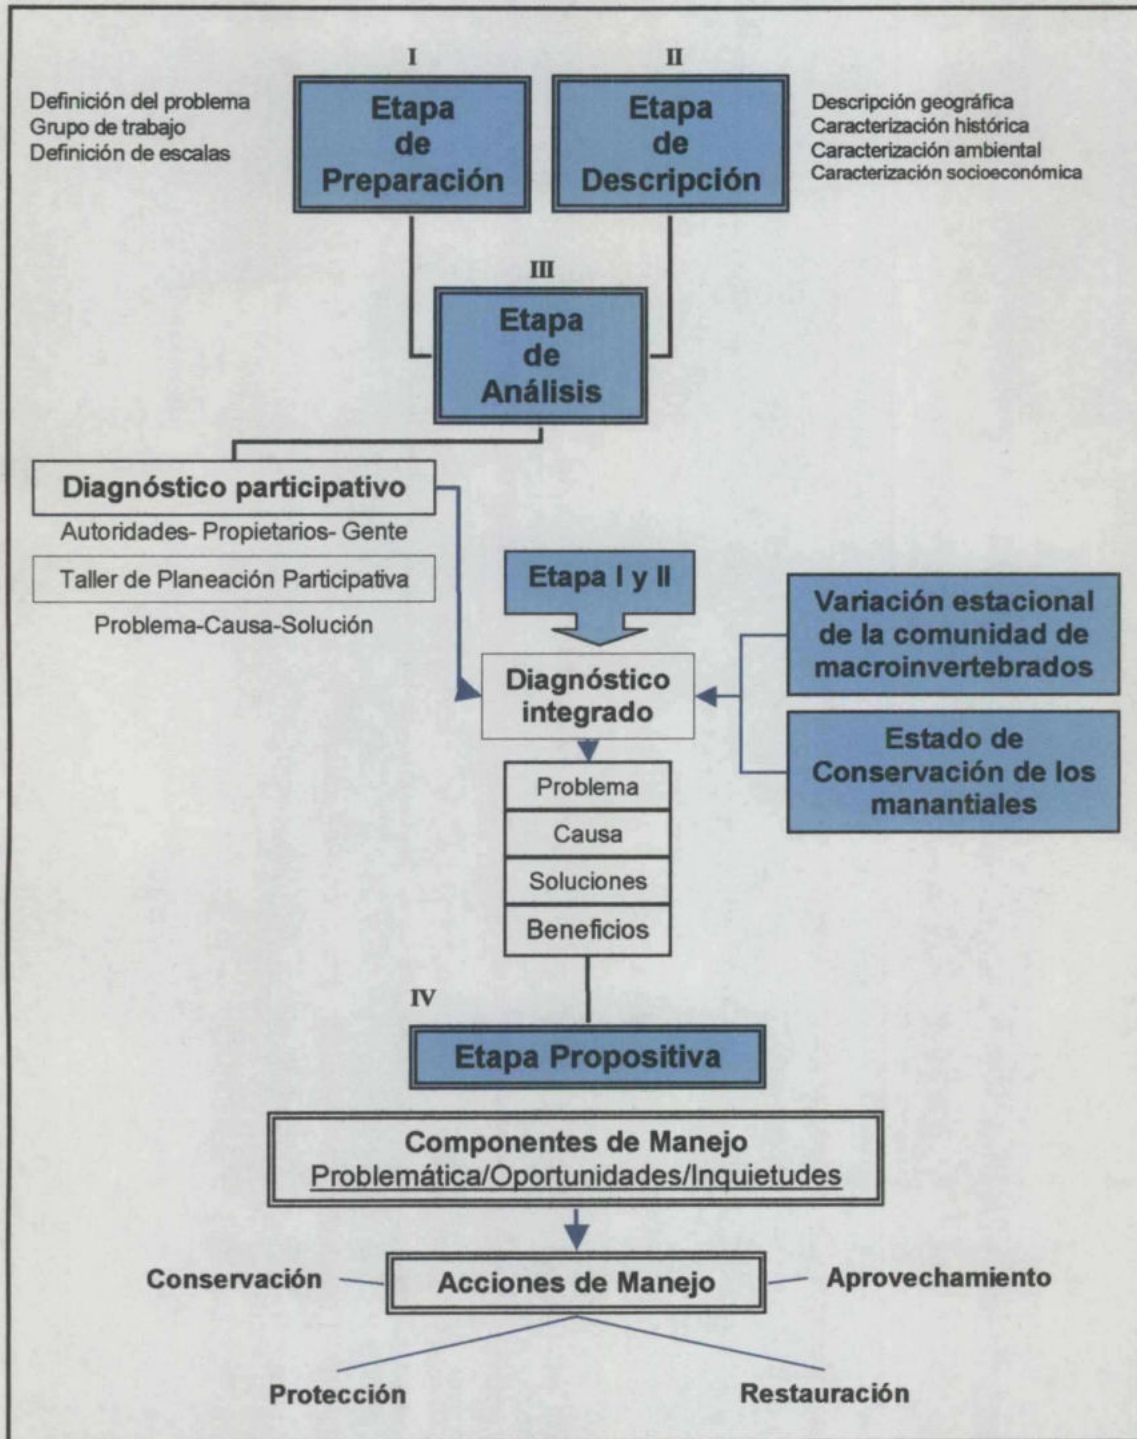 I
II
Definición del problema
Grupo de trabajo
Definición de escalas
Etapa
de
Preparación
Etapa
de
Descripción
Descripción geográfica
Caracterización histórica
Caracterización ambiental
Caracterización socioeconómica
III
Etapa
de
Análisis
Diagnóstico participativo
Autoridades- Propietarios- Gente
Taller de Planeación Participativa
Problema-Causa-Solución
Etapa I y II
Diagnóstico
integrado
Variación estacional
de la comunidad de
macroinvertebrados
Estado de
Conservación de los
manantiales
Problema
Causa
Soluciones
Beneficios
IV
Etapa Propositiva
Componentes de Manejo
Problemática/Oportunidades/Inquietudes
Conservación
Acciones de Manejo
Aprovechamiento
Protección
Restauración